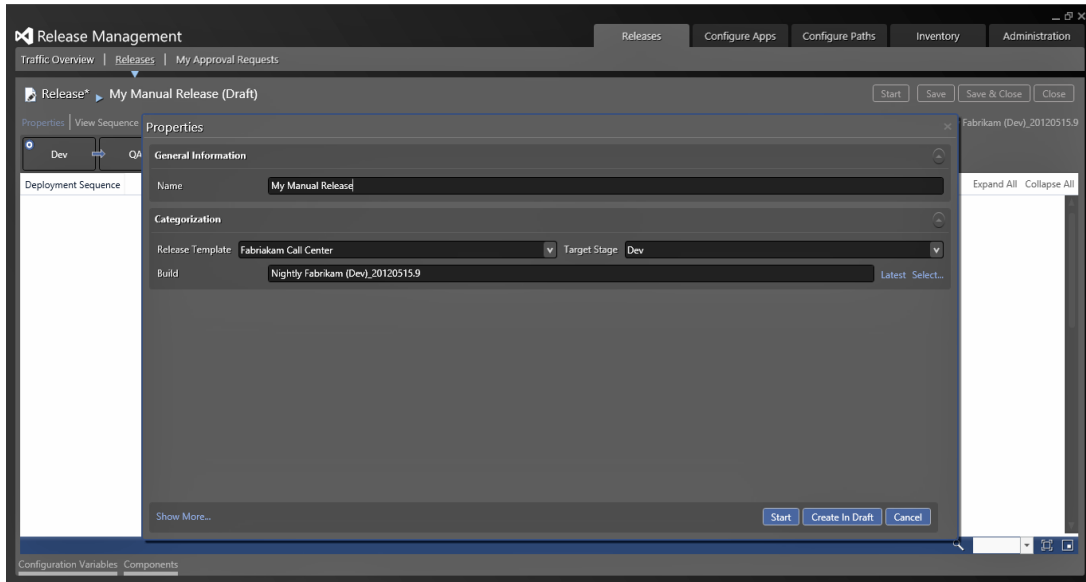 Release Management
Releases
Configure Apps
Configure Paths
Inventory
Administration
Traffic Overview | Releases | My Approval Requests
Release* My Manual Release (Draft)
Start
Save
Save & Close
Close
Properties | View Sequence
Fabrikam (Dev)_20120515.9
Dev
QA
Deployment Sequence
Expand All Collapse All
Properties
General Information
Name My Manual Release
Categorization
Release Template Fabriakam Call Center Target Stage Dev
Build Nightly Fabrikam (Dev)_20120515.9 Latest Select...
Show More...
Start
Create In Draft
Cancel
Configuration Variables Components